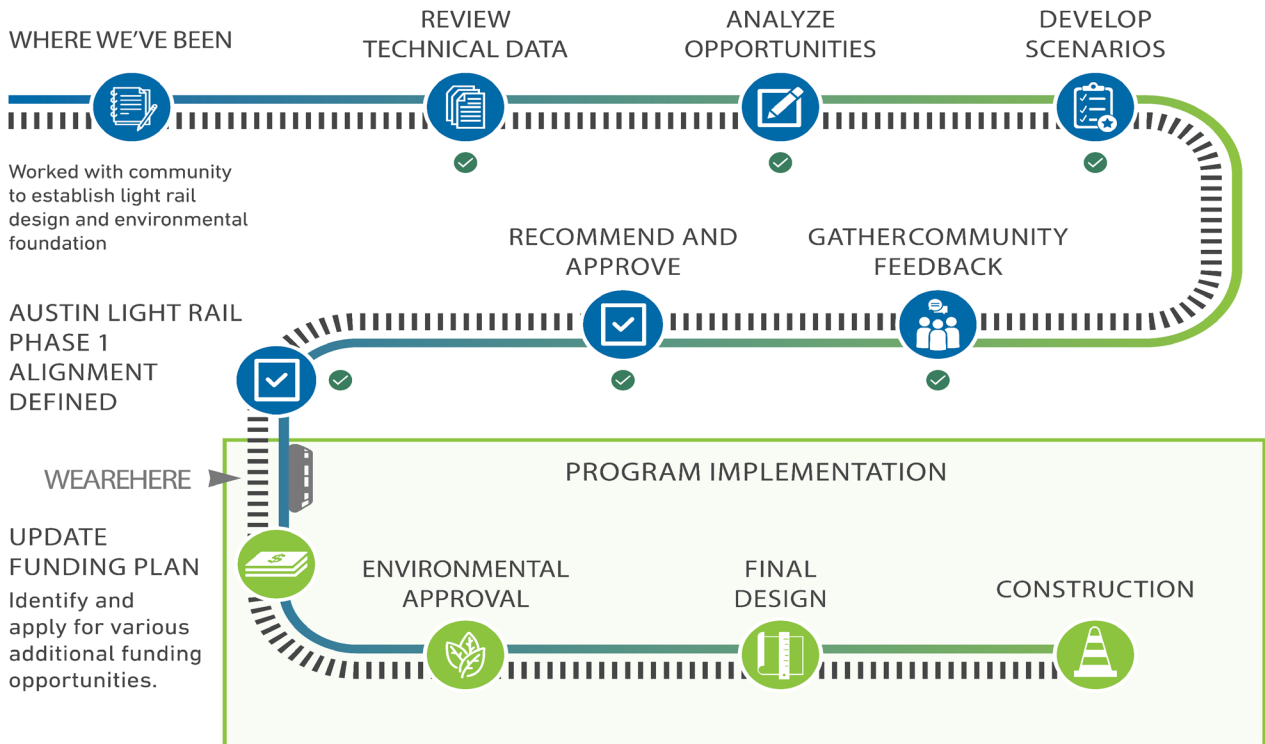 WHERE WE'VE BEEN
REVIEW
TECHNICAL DATA
ANALYZE
OPPORTUNITIES
DEVELOP
SCENARIOS
Worked with community
to establish light rail
design and environmental
foundation
GATHERCOMMUNITY
FEEDBACK
RECOMMEND AND
APPROVE
AUSTIN LIGHT RAIL
PHASE 1
ALIGNMENT
DEFINED
WEAREHERE
PROGRAM IMPLEMENTATION
UPDATE
FUNDING PLAN
Identify and
apply for various
additional funding
opportunities.
$
ENVIRONMENTAL
APPROVAL
FINAL
DESIGN
CONSTRUCTION